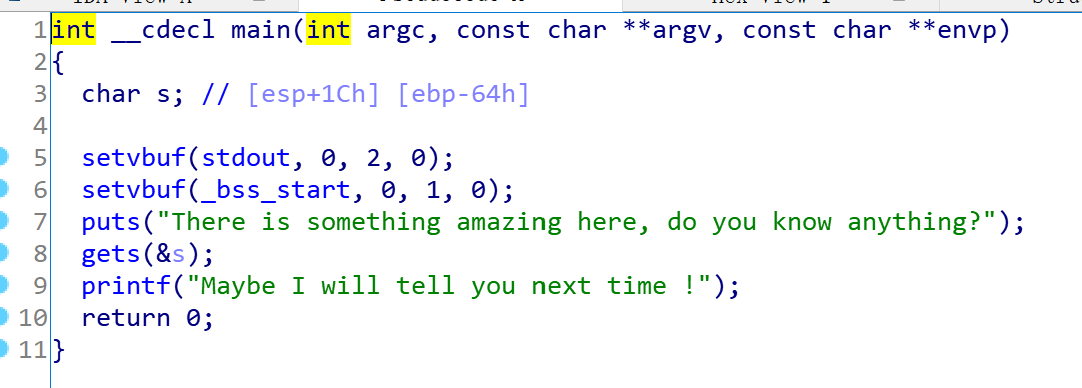 1 int __cdecl main(int argc, const char **argv, const char **envp)
2 {
3   char s; // [esp+1Ch] [ebp-64h]
4
5   setvbuf(stdout, 0, 2, 0);
6   setvbuf(_bss_start, 0, 1, 0);
7   puts("There is something amazing here, do you know anything?");
8   gets(&s);
9   printf("Maybe I will tell you next time !");
10   return 0;
11 }